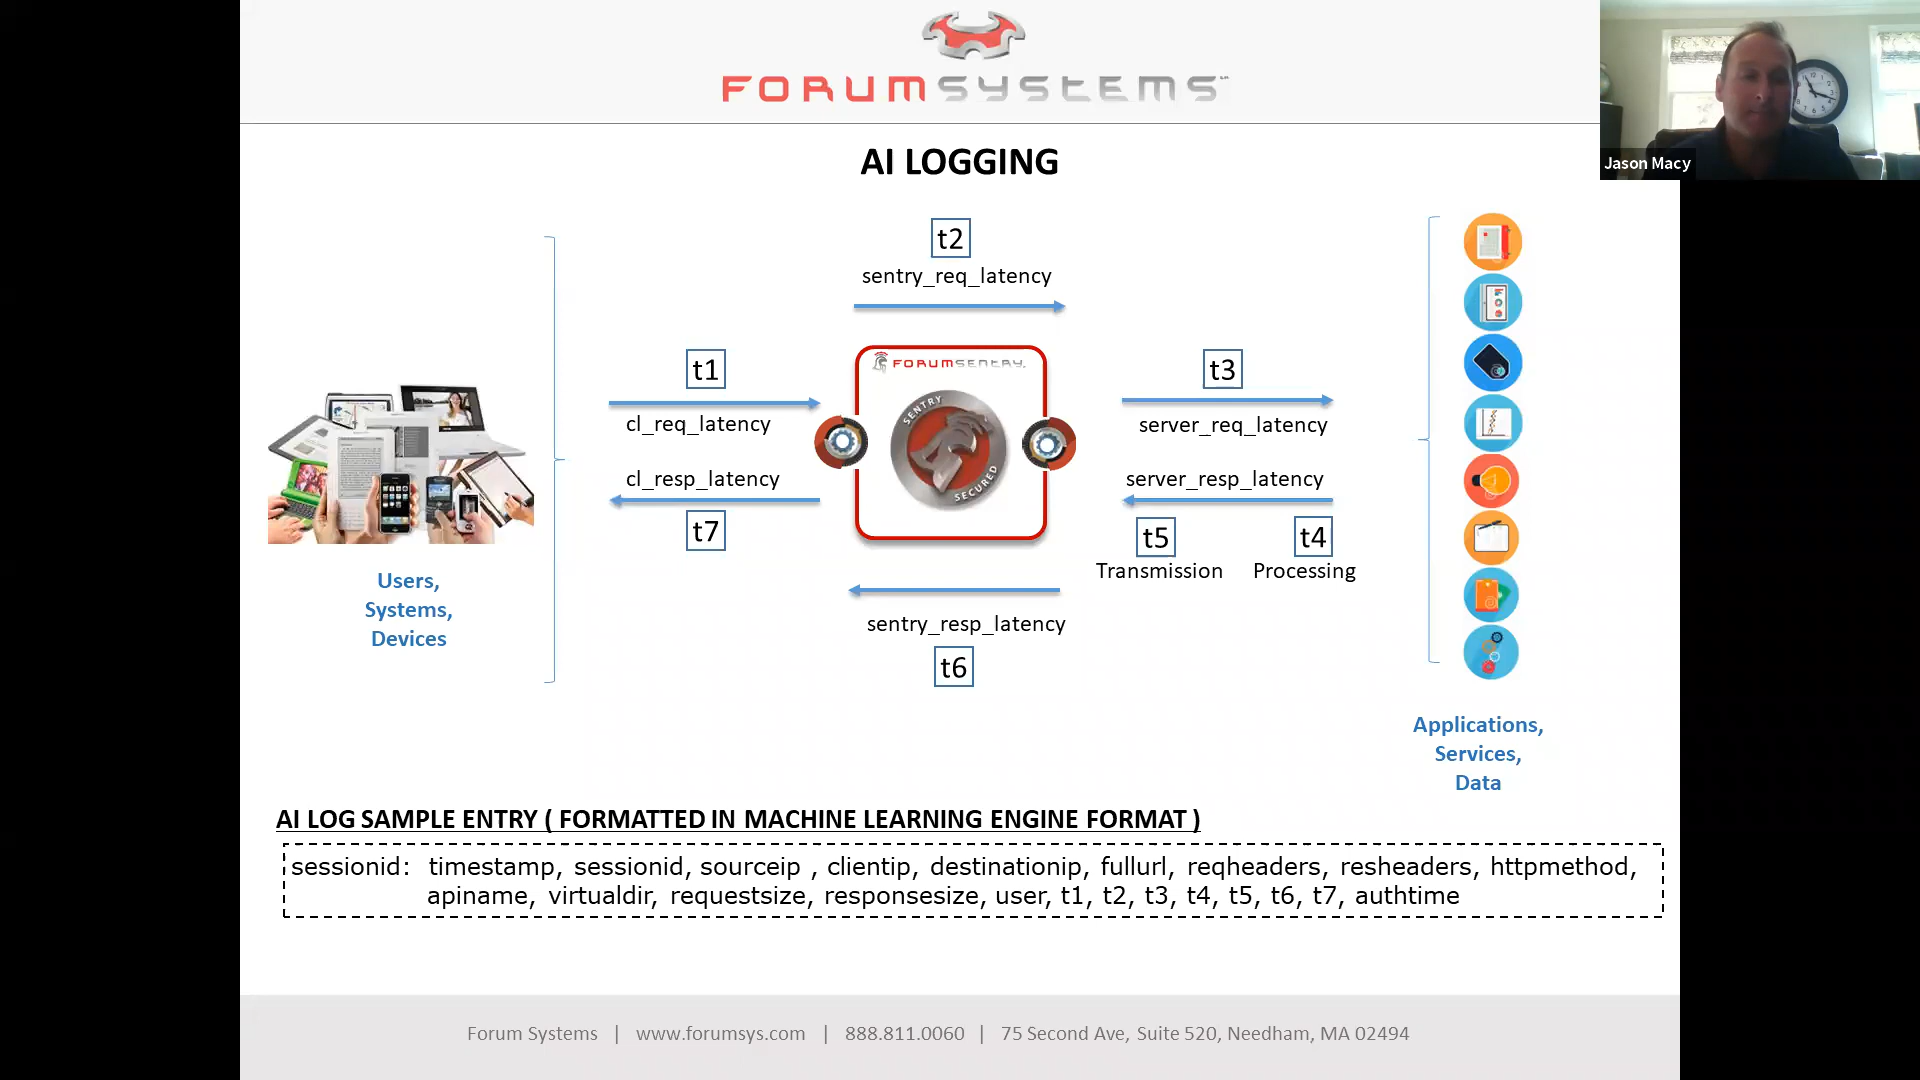 FORUMSYSTEMS
Jason Macy
AI LOGGING
t2
sentry_req_latency
t1
cl_req_latency
cl_resp_latency
t7
FORUMSENTRY
SENTRY
SECURED
t3
server_req_latency
server_resp_latency
t5
t4
Transmission
Processing
sentry_resp_latency
t6
Users,
Systems,
Devices
Applications,
Services,
Data
AI LOG SAMPLE ENTRY ( FORMATTED IN MACHINE LEARNING ENGINE FORMAT )
sessionid: timestamp, sessionid, sourceip , clientip, destinationip, fullurl, reqheaders, resheaders, httpmethod,
apiname, virtualdir, requestsize, responsesize, user, t1, t2, t3, t4, t5, t6, t7, authtime
Forum Systems | www.forumsys.com | 888.811.0060 | 75 Second Ave, Suite 520, Needham, MA 02494